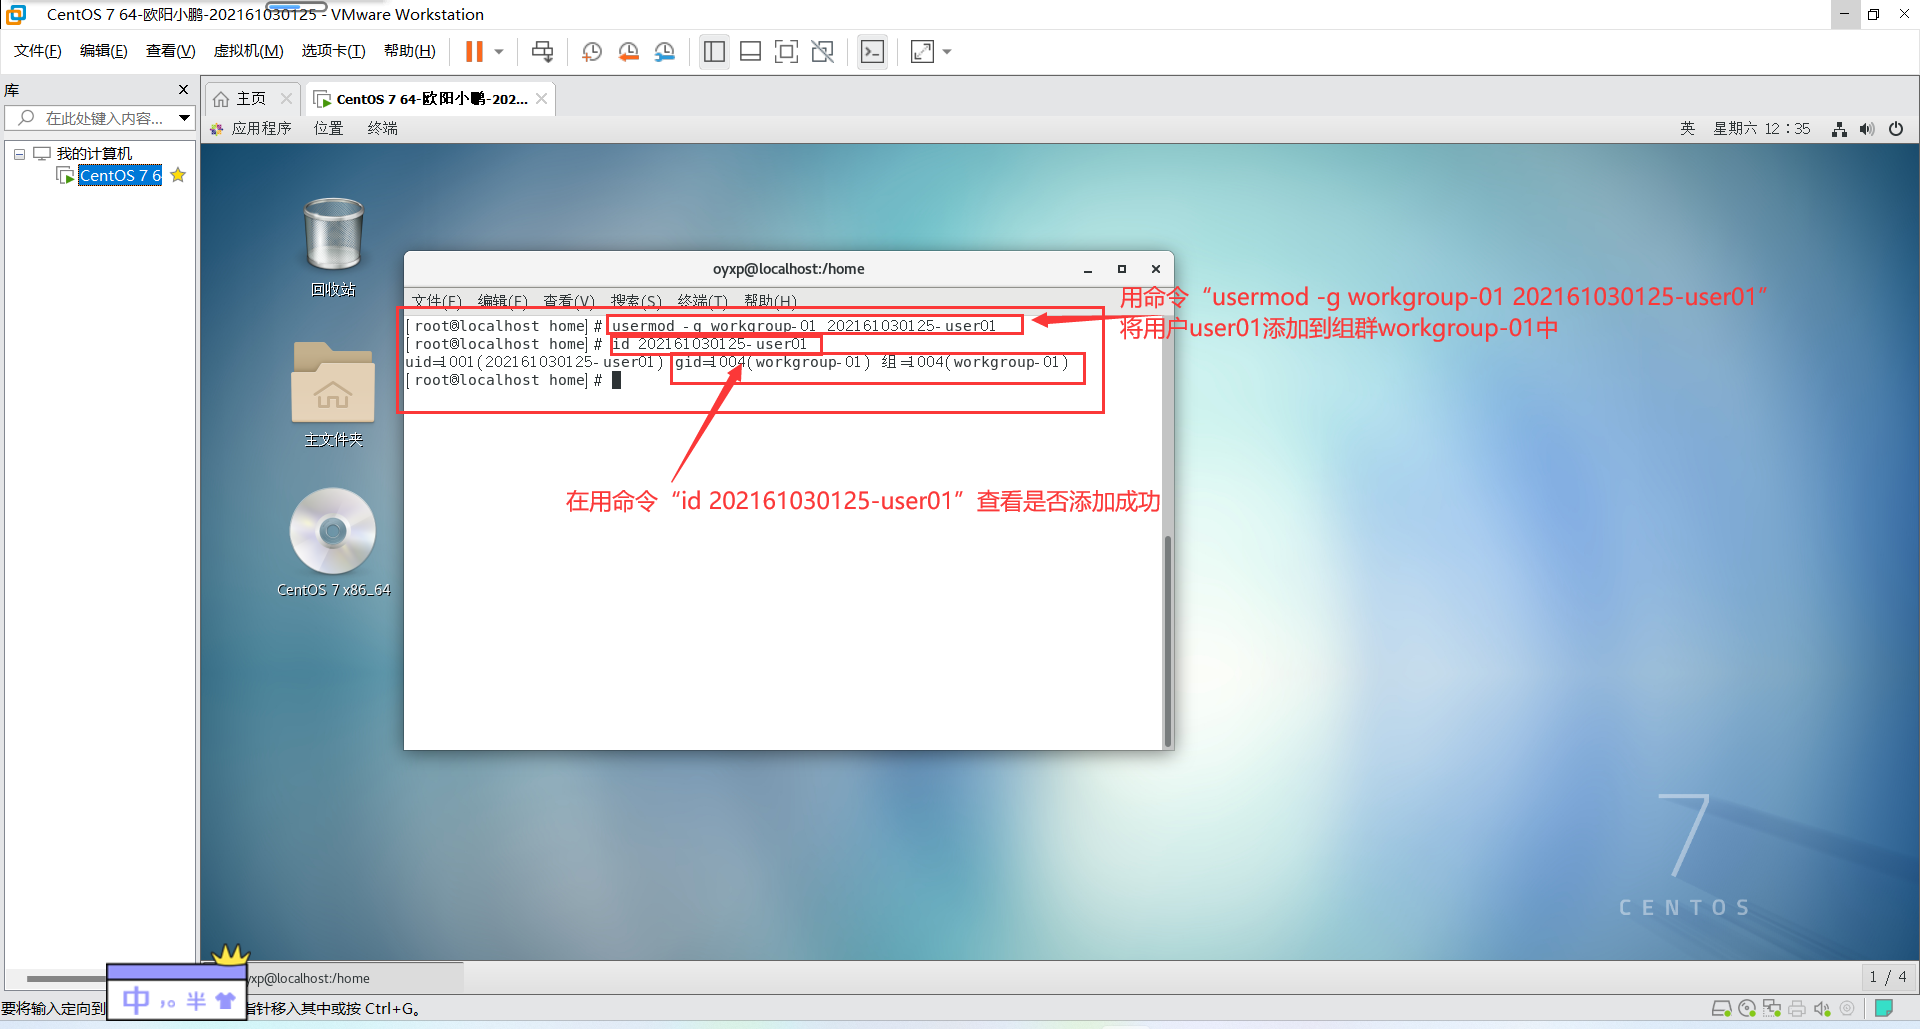 CentOS 7 64-欧阳小鹏-202161030125 - VMware Workstation
文件(F) 编辑(E) 查看(V) 虚拟机(M) 选项卡(T) 帮助(H)
库
主页
CentOS 7 64-欧阳小鹏-202...
在此处键入内容...
应用程序 位置 终端
英 星期六 12：35
我的计算机
CentOS 7 6
回收站
主文件夹
CentOS 7 x86_64
oyxp@localhost:/home
文件(F) 编辑(E) 查看(V) 搜索(S) 终端(T) 帮助(H)
[root@localhost home]# usermod -g workgroup-01 202161030125-user01
[root@localhost home]# id 202161030125-user01
uid=1001(202161030125-user01) gid=1004(workgroup-01) 组=1004(workgroup-01)
[root@localhost home]#
用命令“usermod -g workgroup-01 202161030125-user01”
将用户user01添加到组群workgroup-01中
在用命令“id 202161030125-user01”查看是否添加成功
7
CENTOS
yxp@localhost:/home
1 / 4
中 ,。半
要将输入定向到
指针移入其中或按 Ctrl+G。